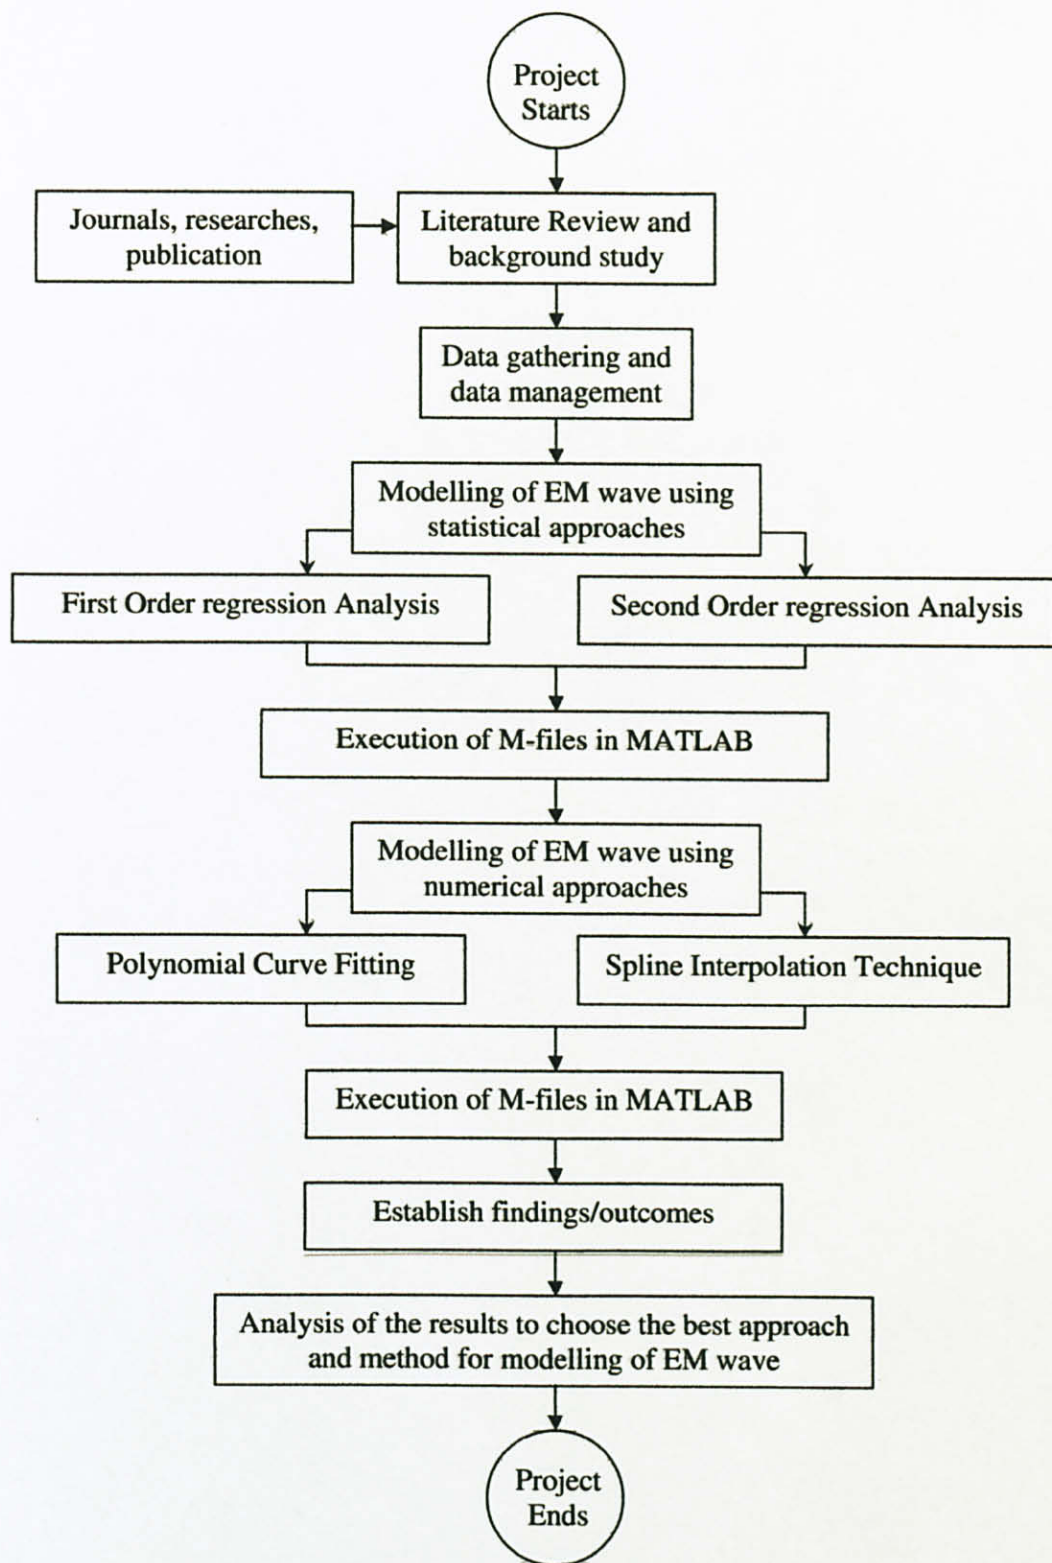 Project
Starts
Journals, researches,
publication
Literature Review and
background study
Data gathering and
data management
Modelling of EM wave using
statistical approaches
First Order regression Analysis
Second Order regression Analysis
Execution of M-files in MATLAB
Modelling of EM wave using
numerical approaches
Polynomial Curve Fitting
Spline Interpolation Technique
Execution of M-files in MATLAB
Establish findings/outcomes
Analysis of the results to choose the best approach
and method for modelling of EM wave
Project
Ends